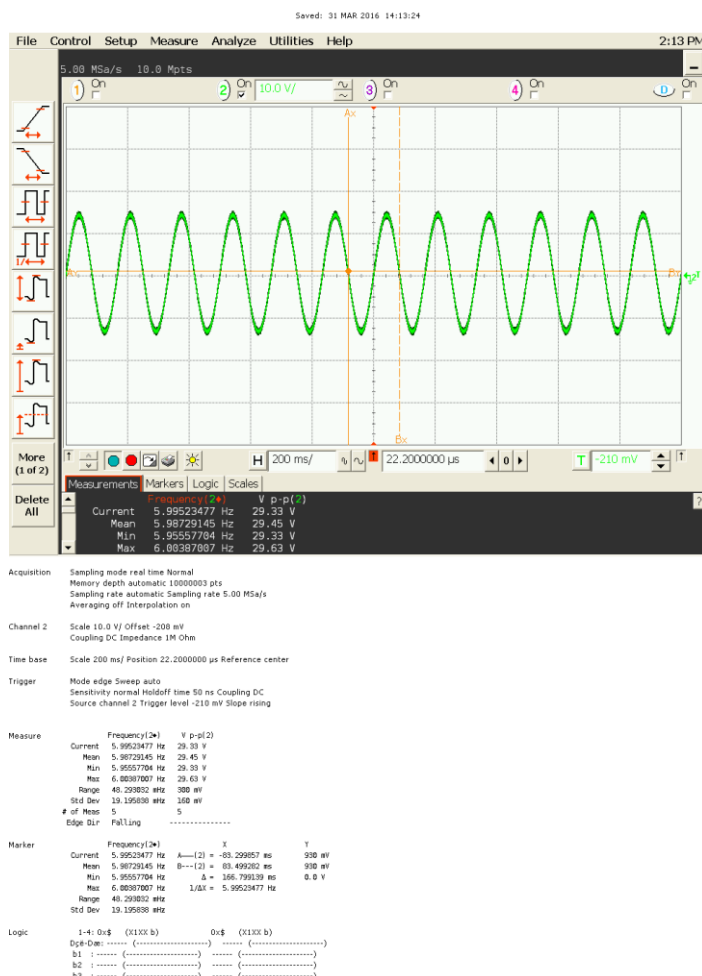 Saved: 31 MAR 2016 14:13:24
File Control Setup Measure Analyze Utilities Help 2:13 PM
5.00 MSa/s 10.0 Mpts
1) On 2) On 10.0 V/ 3) On 4) On D On
Ax
Ax Bx 2 T
Bx
More
(1 of 2)
Delete
All
H 200 ms/ T 22.2000000 µs 0 T -210 mV
Measurements Markers Logic Scales
Frequency(2♦) V p-p(2)
Current 5.99523477 Hz 29.33 V
Mean 5.98729145 Hz 29.45 V
Min 5.95557704 Hz 29.33 V
Max 6.00387007 Hz 29.63 V
?
Acquisition Sampling mode real time Normal
Memory depth automatic 10000003 pts
Sampling rate automatic Sampling rate 5.00 MSa/s
Averaging off Interpolation on
Channel 2 Scale 10.0 V/ Offset -208 mV
Coupling DC Impedance 1M Ohm
Time base Scale 200 ms/ Position 22.2000000 µs Reference center
Trigger Mode edge Sweep auto
Sensitivity normal Holdoff time 50 ns Coupling DC
Source channel 2 Trigger level -210 mV Slope rising
Measure Frequency(2♦) V p-p(2)
Current 5.99523477 Hz 29.33 V
Mean 5.98729145 Hz 29.45 V
Min 5.95557704 Hz 29.33 V
Max 6.00387007 Hz 29.63 V
Range 48.293032 mHz 300 mV
Std Dev 19.195838 mHz 160 mV
# of Meas 5 5
Edge Dir Falling ---------------
Marker Frequency(2♦) X Y
Current 5.99523477 Hz A——(2) = -83.299857 ms 930 mV
Mean 5.98729145 Hz B---(2) = 83.499282 ms 930 mV
Min 5.95557704 Hz Δ = 166.799139 ms 0.0 V
Max 6.00387007 Hz 1/ΔX = 5.99523477 Hz
Range 48.293032 mHz
Std Dev 19.195838 mHz
Logic 1-4: 0x$ (X1XX b) 0x$ (X1XX b)
Dçê-Dæ: ------ (---------------------) ------ (---------------------)
b1 : ------ (---------------------) ------ (---------------------)
b2 : ------ (---------------------) ------ (---------------------)